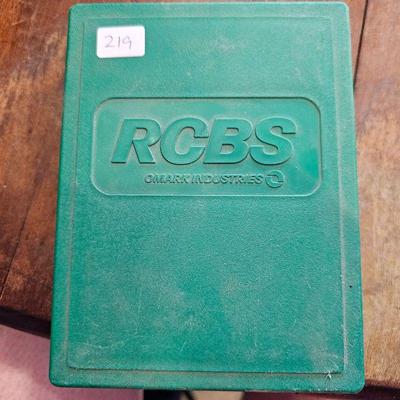 219
RCBS
OMARK INDUSTRIES